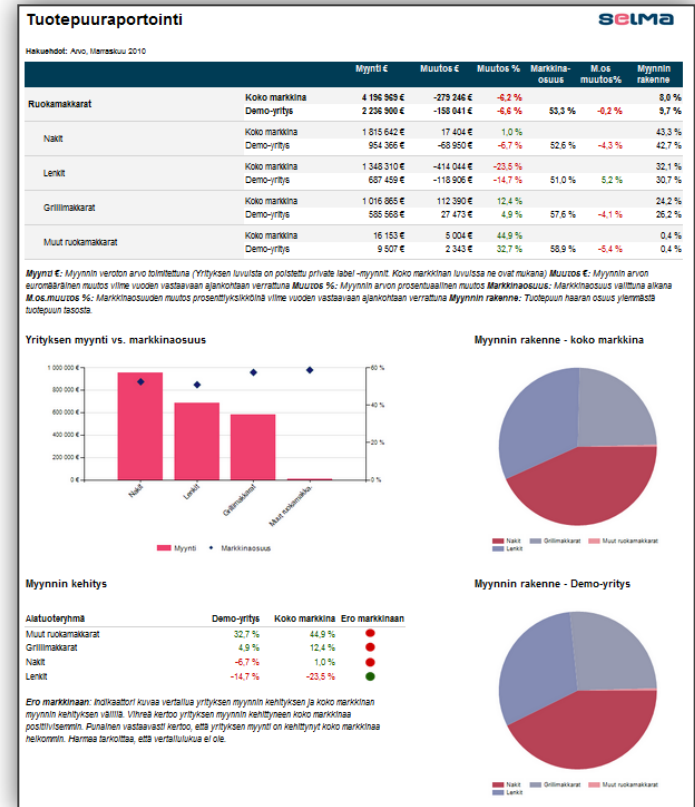 Tuotepuuraportointi
SELMA
Hakuehdot: Arvo, Marraskuu 2010
Myynti € Muutos € Muutos % Markkina-osuus M.os muutos% Myynnin rakenne
Ruokamakkarat Koko markkina 4 196 969 € -279 246 € -6,2 % 8,0 %
Demo-yritys 2 236 900 € -158 041 € -6,6 % 53,3 % -0,2 % 9,7 %
Nakit Koko markkina 1 815 642 € 17 404 € 1,0 % 43,3 %
Demo-yritys 954 366 € -68 950 € -6,7 % 52,6 % -4,3 % 42,7 %
Lenkit Koko markkina 1 348 310 € -414 044 € -23,5 % 32,1 %
Demo-yritys 687 459 € -118 906 € -14,7 % 51,0 % 5,2 % 30,7 %
Grillimakkarat Koko markkina 1 016 865 € 112 390 € 12,4 % 24,2 %
Demo-yritys 585 568 € 27 473 € 4,9 % 57,6 % -4,1 % 26,2 %
Muut ruokamakkarat Koko markkina 16 153 € 5 004 € 44,9 % 0,4 %
Demo-yritys 9 507 € 2 343 € 32,7 % 58,9 % -5,4 % 0,4 %
Myynti €: Myynnin veroton arvo toimitettuna (Yrityksen luvuista on poistettu private label -myynnit. Koko markkinan luvuissa ne ovat mukana) Muutos €: Myynnin arvon
euromääräinen muutos viime vuoden vastaavaan ajankohtaan verrattuna Muutos %: Myynnin arvon prosentuaalinen muutos Markkinaosuus: Markkinaosuus valittuna aikana
M.os.muutos %: Markkinaosuuden muutos prosenttiyksikköinä viime vuoden vastaavaan ajankohtaan verrattuna Myynnin rakenne: Tuotepuun haaran osuus ylemmästä
tuotepuun tasosta.
Yrityksen myynti vs. markkinaosuus
1 000 000 €
800 000 €
600 000 €
400 000 €
200 000 €
0 €
60 %
40 %
20 %
0 %
Nakit
Lenkit
Grillimakkarat
Muut ruokamakka..
Myynti Markkinaosuus
Myynnin rakenne - koko markkina
Nakit Grillimakkarat Muut ruokamakkarat
Lenkit
Myynnin kehitys
Alatuoteryhmä Demo-yritys Koko markkina Ero markkinaan
Muut ruokamakkarat 32,7 % 44,9 %
Grillimakkarat 4,9 % 12,4 %
Nakit -6,7 % 1,0 %
Lenkit -14,7 % -23,5 %
Ero markkinaan: Indikaattori kuvaa vertailua yrityksen myynnin kehityksen ja koko markkinan
myynnin kehityksen välillä. Vihreä kertoo yrityksen myynnin kehittyneen koko markkinaa
positiivisemmin. Punainen vastaavasti kertoo, että yrityksen myynti on kehittynyt koko markkinaa
heikommin. Harmaa tarkoittaa, että vertailulukua ei ole.
Myynnin rakenne - Demo-yritys
Nakit Grillimakkarat Muut ruokamakkarat
Lenkit